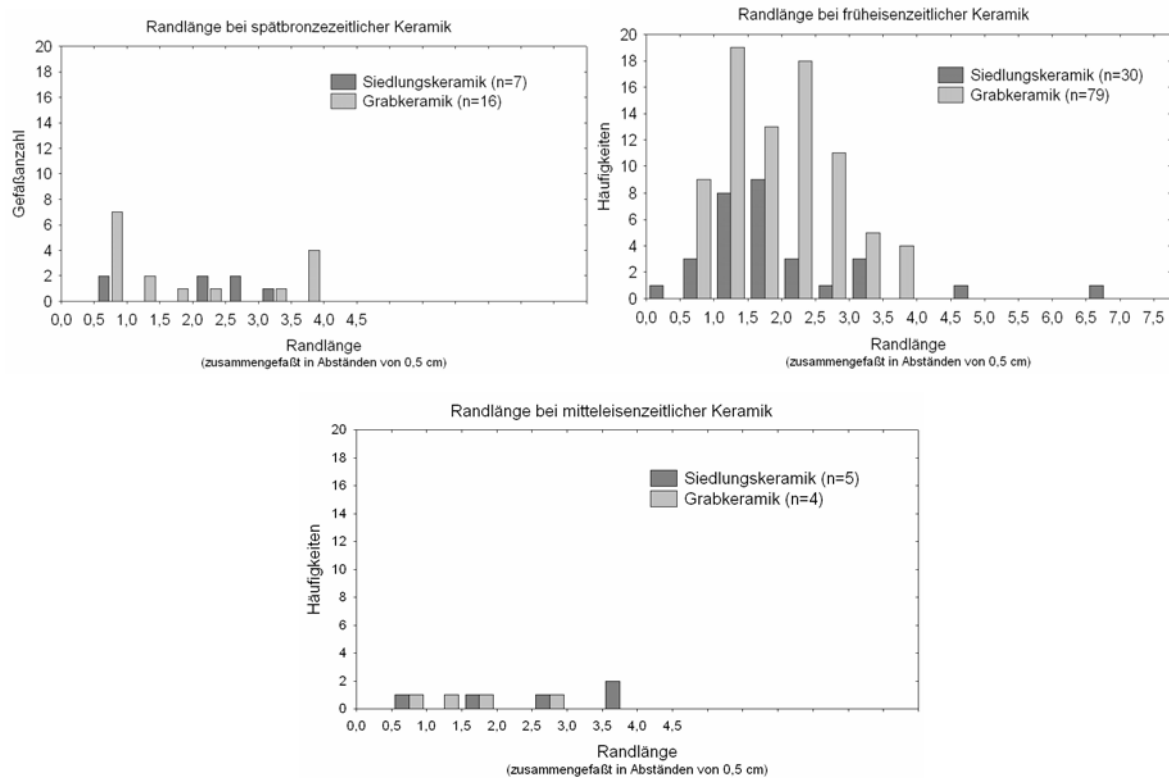 Randlänge bei spätbronzezeitlicher Keramik
20
18
16
14
12
10
8
6
4
2
0
Gefäßanzahl
Siedlungskeramik (n=7)
Grabkeramik (n=16)
0,0 0,5 1,0 1,5 2,0 2,5 3,0 3,5 4,0 4,5
Randlänge
(zusammengefaßt in Abständen von 0,5 cm)
Randlänge bei früheisenzeitlicher Keramik
20
18
16
14
12
10
8
6
4
2
0
Häufigkeiten
Siedlungskeramik (n=30)
Grabkeramik (n=79)
0,0 0,5 1,0 1,5 2,0 2,5 3,0 3,5 4,0 4,5 5,0 5,5 6,0 6,5 7,0 7,5
Randlänge
(zusammengefaßt in Abständen von 0,5 cm)
Randlänge bei mitteleisenzeitlicher Keramik
20
18
16
14
12
10
8
6
4
2
0
Häufigkeiten
Siedlungskeramik (n=5)
Grabkeramik (n=4)
0,0 0,5 1,0 1,5 2,0 2,5 3,0 3,5 4,0 4,5
Randlänge
(zusammengefaßt in Abständen von 0,5 cm)